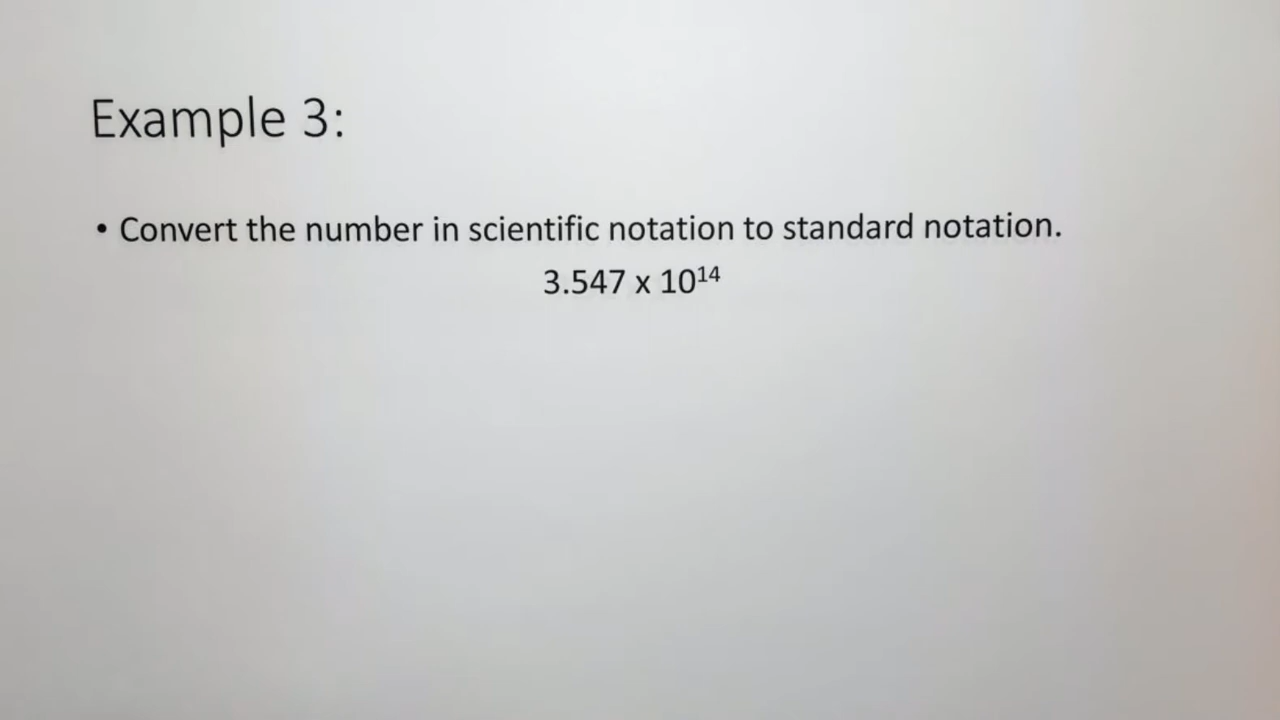 Example 3:
• Convert the number in scientific notation to standard notation.
3.547 x 10¹⁴